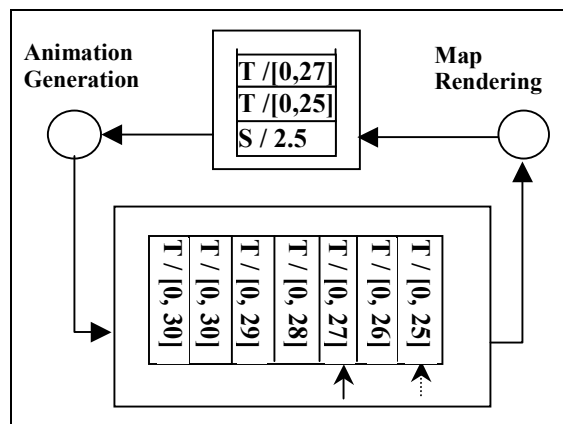 Animation
Generation
T /[0,27]
T /[0,25]
S / 2.5
Map
Rendering
T / [0, 30]
T / [0, 30]
T / [0, 29]
T / [0, 28]
T / [0, 27]
T / [0, 26]
T / [0, 25]